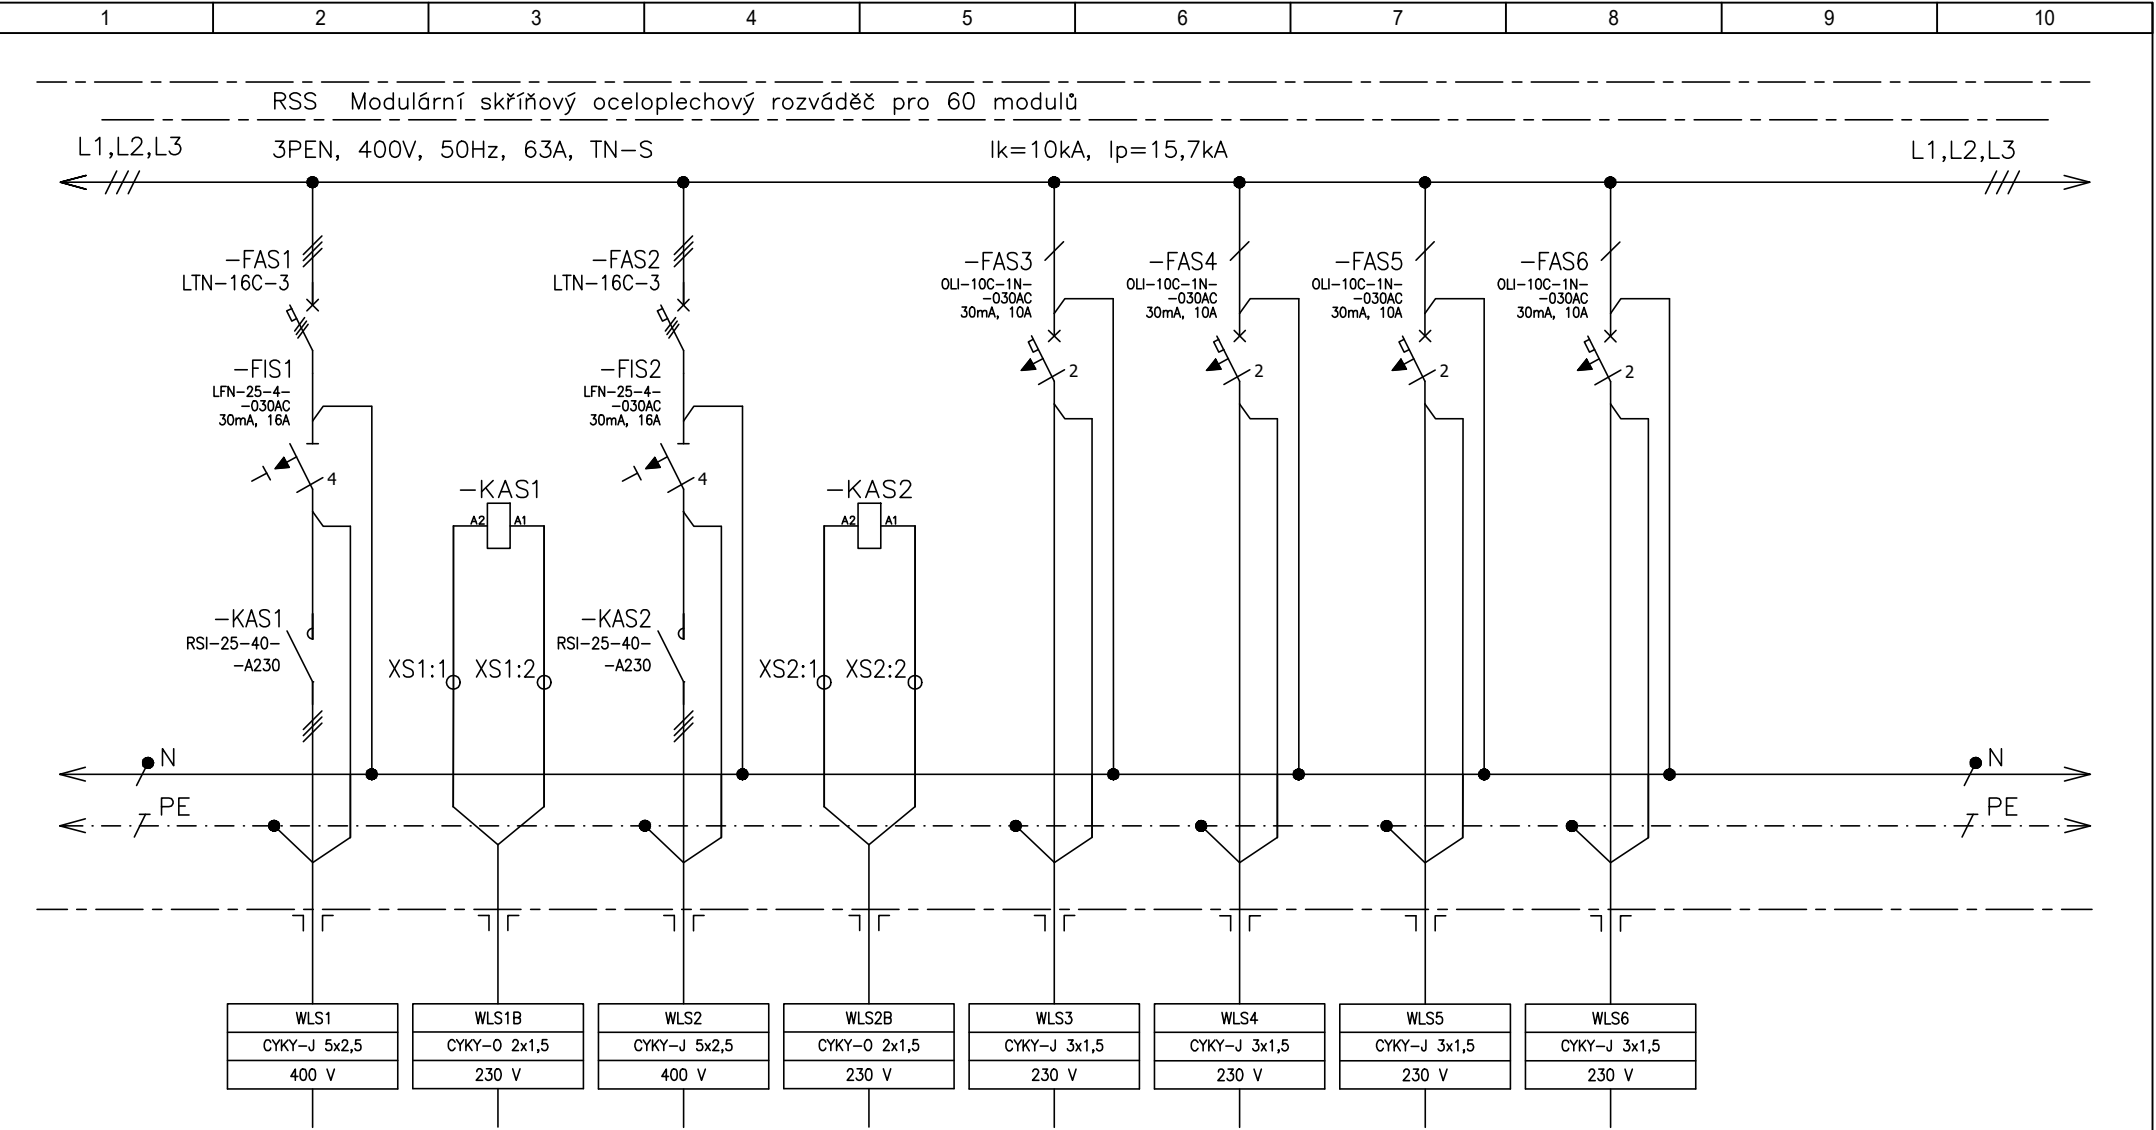 1 2 3 4 5 6 7 8 9 10
RSS Modulární skříňový oceloplechový rozváděč pro 60 modulů
L1,L2,L3 3PEN, 400V, 50Hz, 63A, TN-S Ik=10kA, Ip=15,7kA L1,L2,L3
-FAS1
LTN-16C-3
-FIS1
LFN-25-4-
-030AC
30mA, 16A
4
-KAS1
RSI-25-40-
-A230
-KAS1
A2 A1
XS1:1 XS1:2
-FAS2
LTN-16C-3
-FIS2
LFN-25-4-
-030AC
30mA, 16A
4
-KAS2
RSI-25-40-
-A230
-KAS2
A2 A1
XS2:1 XS2:2
-FAS3
OLI-10C-1N-
-030AC
30mA, 10A
2
-FAS4
OLI-10C-1N-
-030AC
30mA, 10A
2
-FAS5
OLI-10C-1N-
-030AC
30mA, 10A
2
-FAS6
OLI-10C-1N-
-030AC
30mA, 10A
2
N N
PE PE
WLS1
CYKY-J 5x2,5
400 V
WLS1B
CYKY-O 2x1,5
230 V
WLS2
CYKY-J 5x2,5
400 V
WLS2B
CYKY-O 2x1,5
230 V
WLS3
CYKY-J 3x1,5
230 V
WLS4
CYKY-J 3x1,5
230 V
WLS5
CYKY-J 3x1,5
230 V
WLS6
CYKY-J 3x1,5
230 V